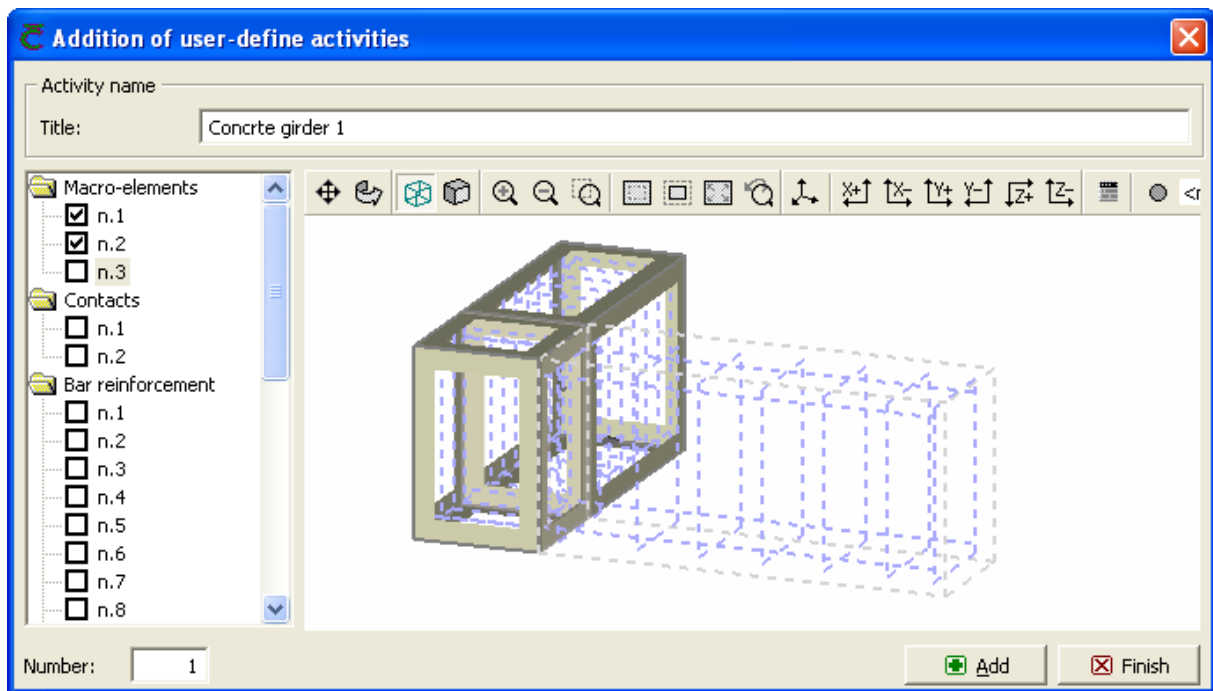 Addition of user-define activities
Activity name
Title: Concrte girder 1
Macro-elements
n.1
n.2
n.3
Contacts
n.1
n.2
Bar reinforcement
n.1
n.2
n.3
n.4
n.5
n.6
n.7
n.8
X+ X- Y+ Y- Z+ Z-
Number: 1
Add
Finish